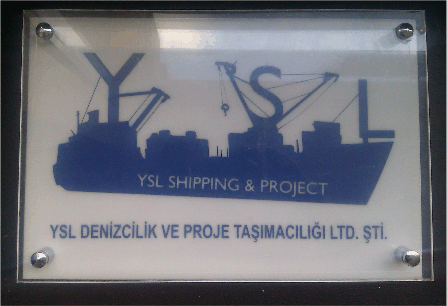 YSL
YSL SHIPPING & PROJECT
YSL DENİZCİLİK VE PROJE TAŞIMACILIĞI LTD. ŞTİ.